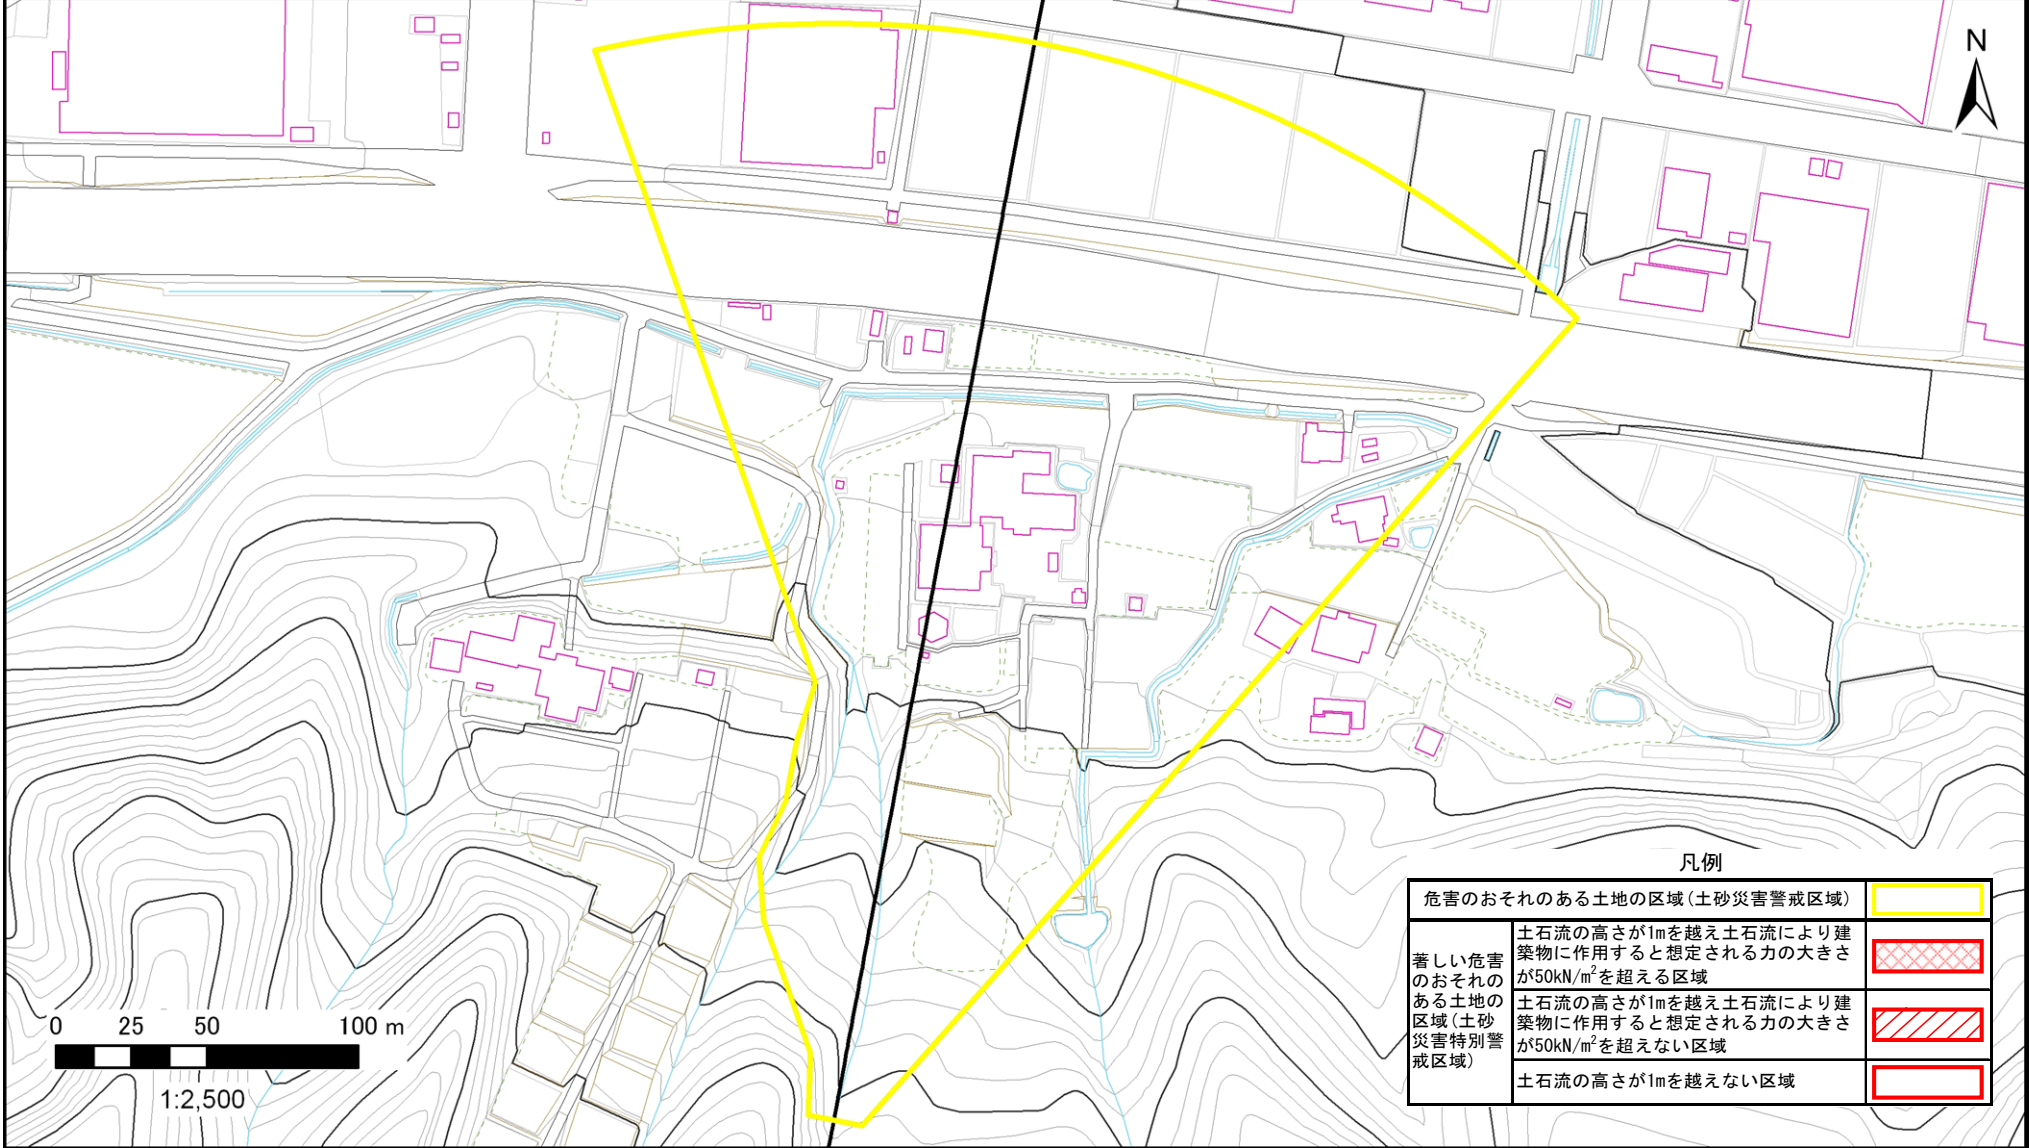 N
凡例
危害のおそれのある土地の区域(土砂災害警戒区域)
著しい危害
のおそれの
ある土地の
区域(土砂
災害特別警
戒区域)
土石流の高さが1mを越え土石流により建
築物に作用すると想定される力の大きさ
が50kN/m²を超える区域
土石流の高さが1mを越え土石流により建
築物に作用すると想定される力の大きさ
が50kN/m²を超えない区域
土石流の高さが1mを越えない区域
0 25 50 100 m
1:2,500